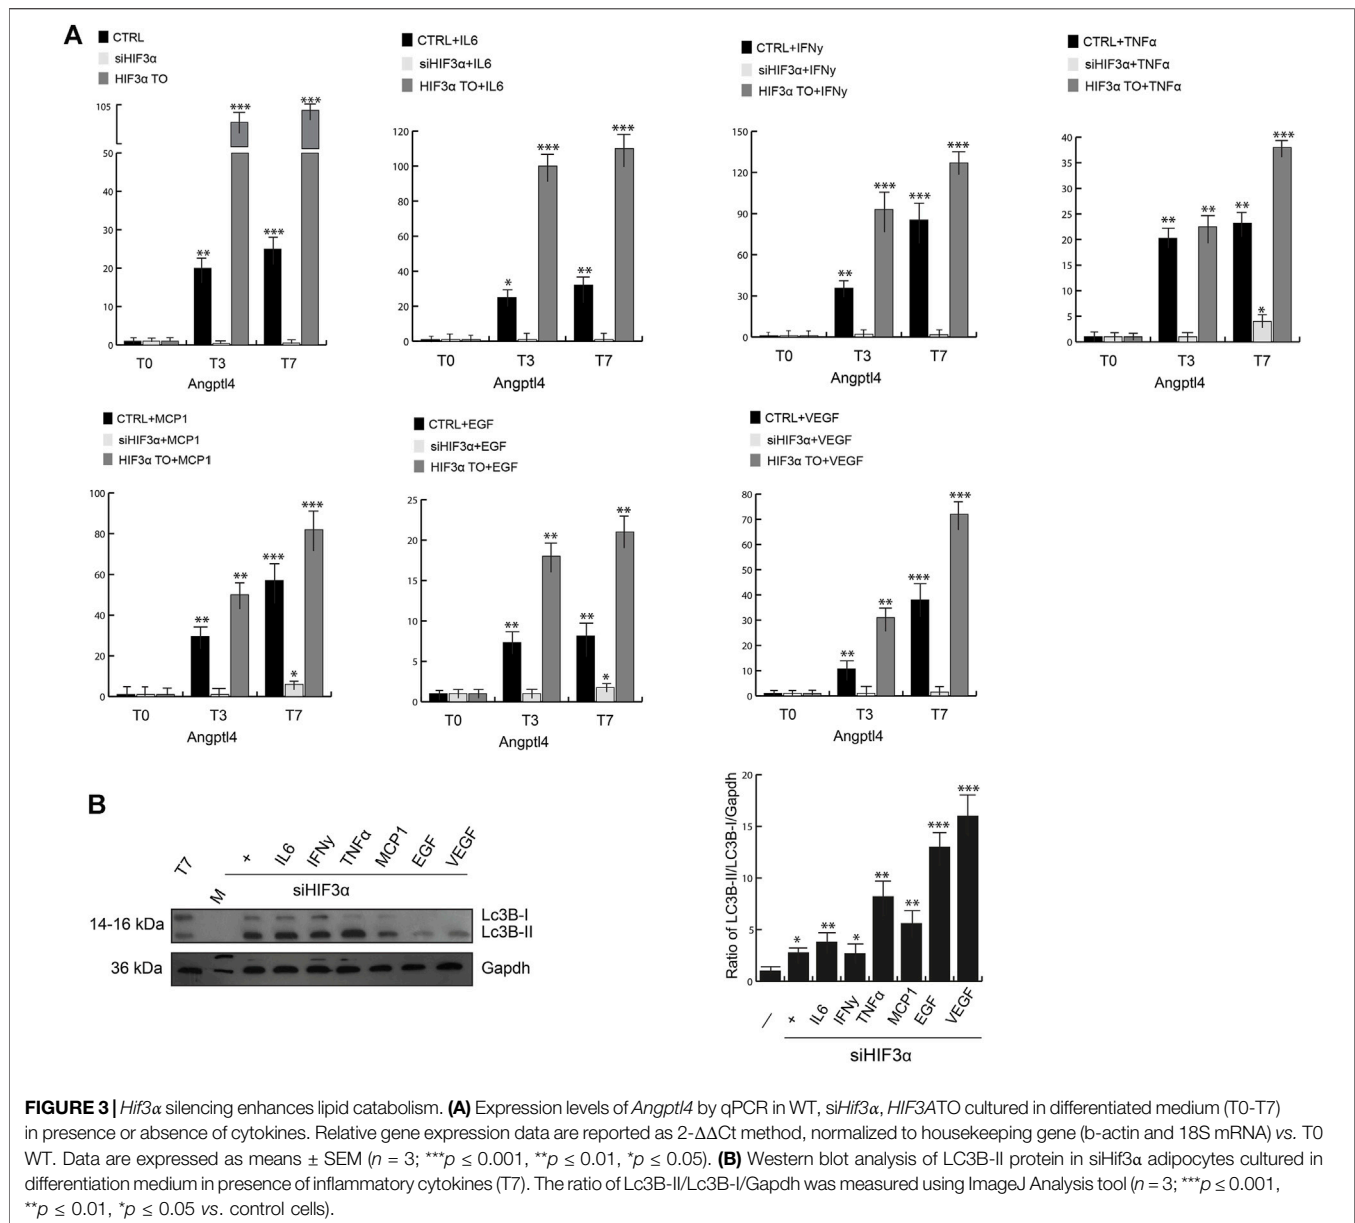 A
CTRL
siHIF3α
HIF3α TO
105
50
40
30
20
10
0
***
***
**
***
T0
T3
T7
Angptl4
CTRL+IL6
siHIF3α+IL6
HIF3α TO+IL6
120
100
80
60
40
20
0
*
***
**
***
T0
T3
T7
Angptl4
CTRL+IFNy
siHIF3α+IFNy
HIF3α TO+IFNy
150
120
90
60
30
0
**
***
***
***
T0
T3
T7
Angptl4
CTRL+TNFα
siHIF3α+TNFα
HIF3α TO+TNFα
40
35
30
25
20
15
10
5
0
**
**
**
*
***
T0
T3
T7
Angptl4
CTRL+MCP1
siHIF3α+MCP1
HIF3α TO+MCP1
100
80
60
40
20
0
**
**
***
*
***
T0
T3
T7
Angptl4
CTRL+EGF
siHIF3α+EGF
HIF3α TO+EGF
25
20
15
10
5
0
**
**
**
*
**
T0
T3
T7
Angptl4
CTRL+VEGF
siHIF3α+VEGF
HIF3α TO+VEGF
80
70
60
50
40
30
20
10
0
**
**
***
***
T0
T3
T7
Angptl4
B
T7
M
+
IL6
IFNy
TNFα
MCP1
EGF
VEGF
siHIF3α
14-16 kDa
Lc3B-I
Lc3B-II
36 kDa
Gapdh
Ratio of LC3B-II/LC3B-I/Gapdh
20
15
10
5
0
*
**
*
**
**
***
***
/
+
IL6
IFNy
TNFα
MCP1
EGF
VEGF
siHIF3α
FIGURE 3 | Hif3α silencing enhances lipid catabolism. (A) Expression levels of Angptl4 by qPCR in WT, siHif3α, HIF3ATO cultured in differentiated medium (T0-T7)
in presence or absence of cytokines. Relative gene expression data are reported as 2-ΔΔCt method, normalized to housekeeping gene (b-actin and 18S mRNA) vs. T0
WT. Data are expressed as means ± SEM (n = 3; ***p ≤ 0.001, **p ≤ 0.01, *p ≤ 0.05). (B) Western blot analysis of LC3B-II protein in siHif3α adipocytes cultured in
differentiation medium in presence of inflammatory cytokines (T7). The ratio of Lc3B-II/Lc3B-I/Gapdh was measured using ImageJ Analysis tool (n = 3; ***p ≤ 0.001,
**p ≤ 0.01, *p ≤ 0.05 vs. control cells).